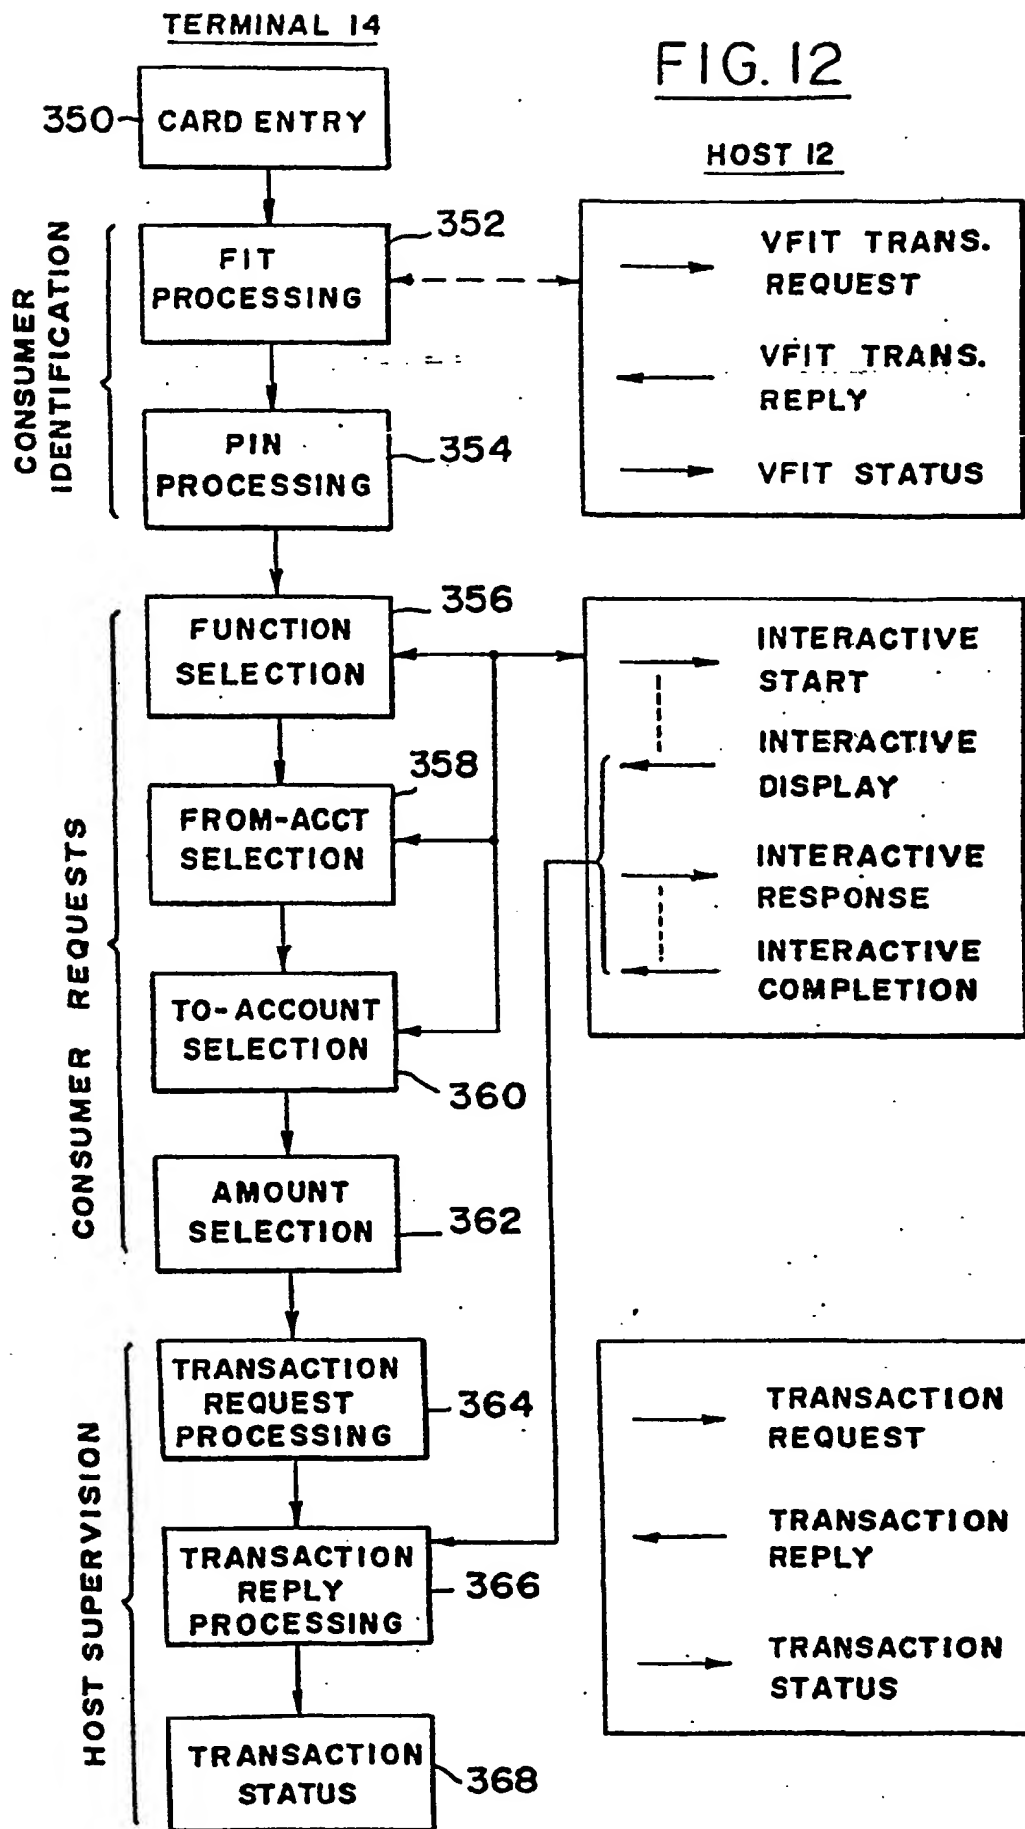 TERMINAL 14
FIG. 12
350
CARD ENTRY
HOST 12
CONSUMER
IDENTIFICATION
352
FIT
PROCESSING
354
PIN
PROCESSING
VFIT TRANS.
REQUEST
VFIT TRANS.
REPLY
VFIT STATUS
CONSUMER REQUESTS
356
FUNCTION
SELECTION
358
FROM-ACCT
SELECTION
TO-ACCOUNT
SELECTION
360
AMOUNT
SELECTION
362
INTERACTIVE
START
INTERACTIVE
DISPLAY
INTERACTIVE
RESPONSE
INTERACTIVE
COMPLETION
HOST SUPERVISION
TRANSACTION
REQUEST
PROCESSING
364
TRANSACTION
REPLY
PROCESSING
366
TRANSACTION
STATUS
368
TRANSACTION
REQUEST
TRANSACTION
REPLY
TRANSACTION
STATUS